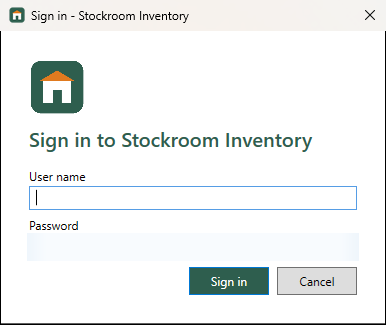 Sign in - Stockroom Inventory
Sign in to Stockroom Inventory
User name
Password
Sign in
Cancel